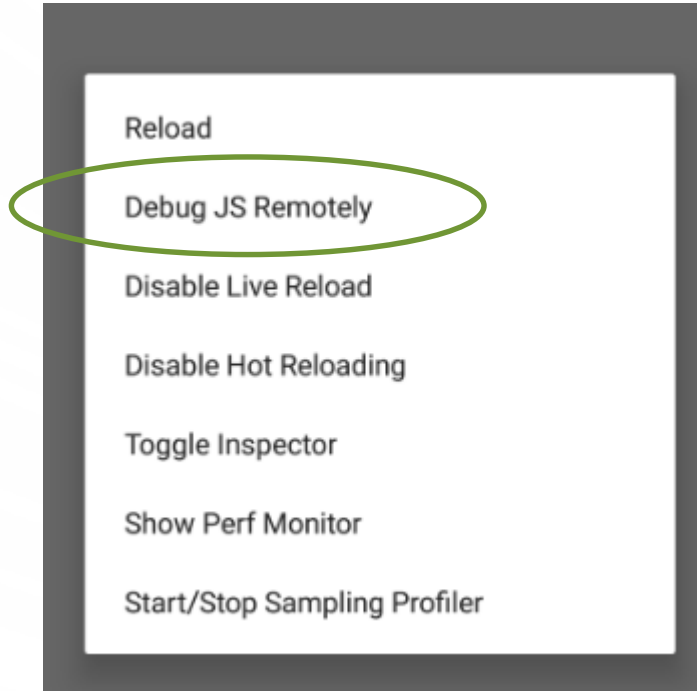 Reload
Debug JS Remotely
Disable Live Reload
Disable Hot Reloading
Toggle Inspector
Show Perf Monitor
Start/Stop Sampling Profiler